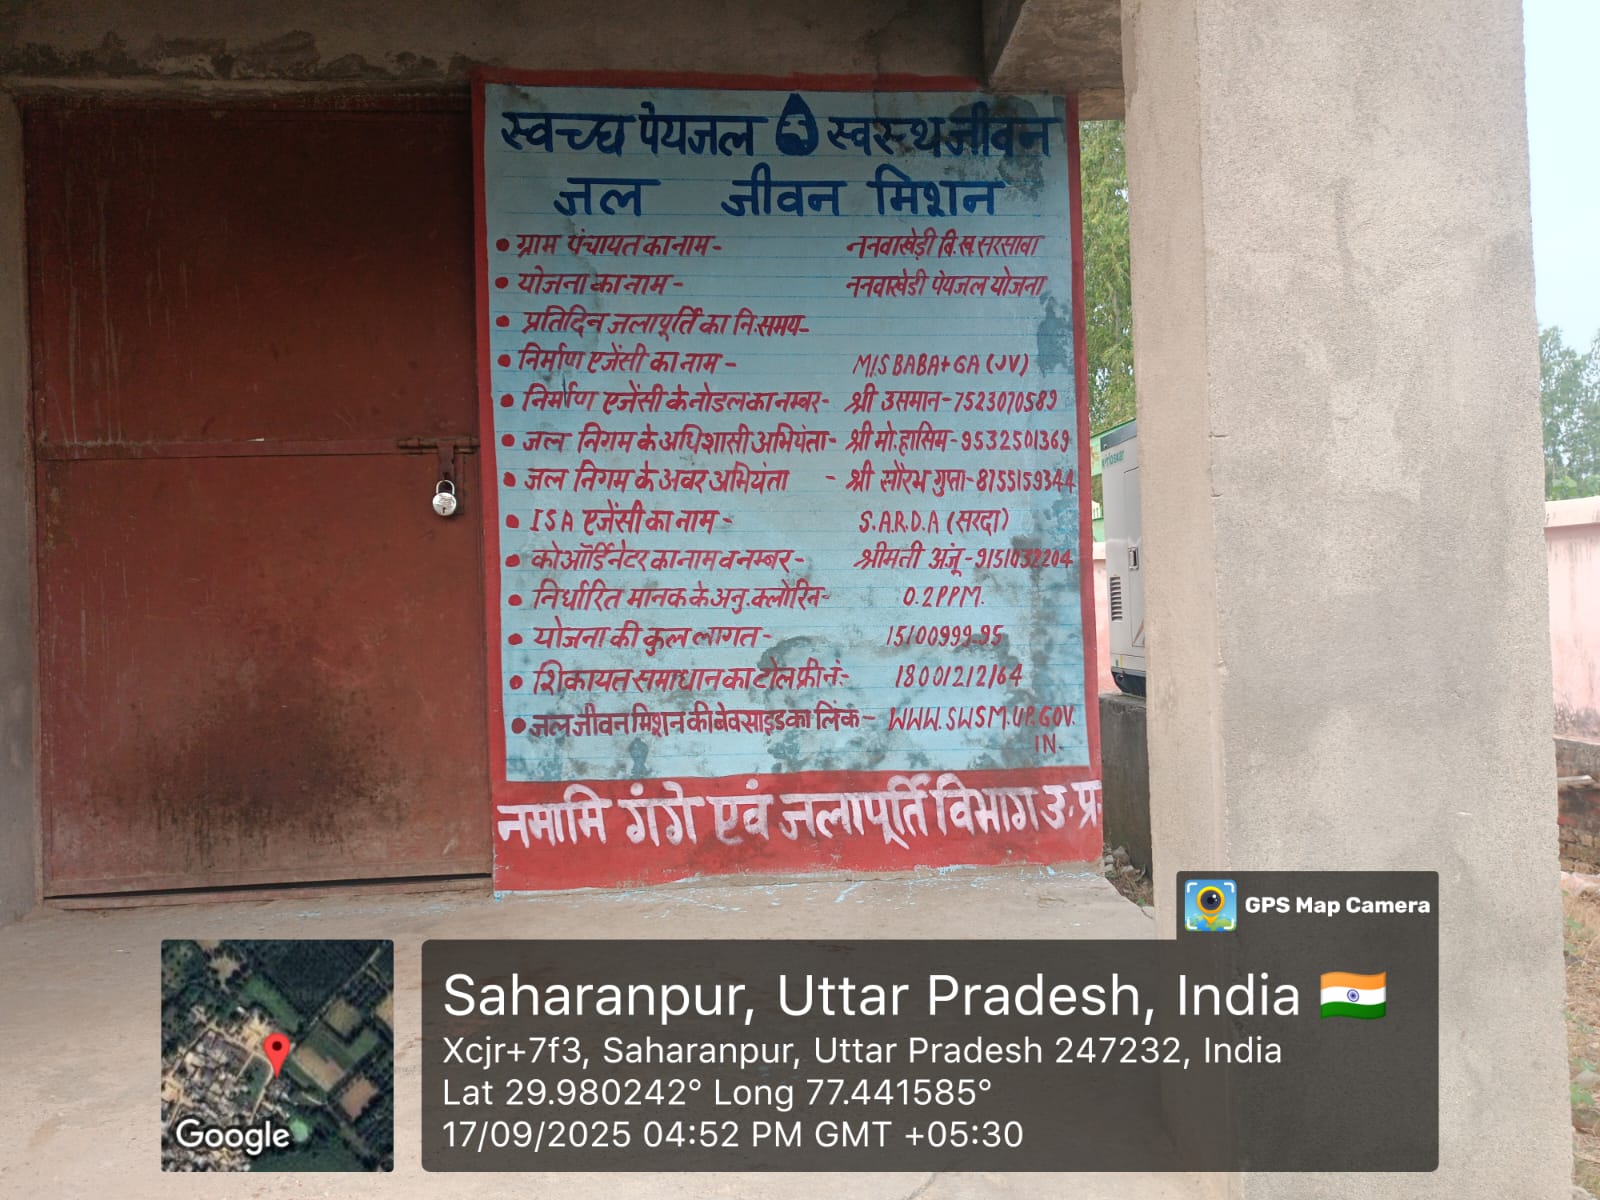 स्वच्छ पेयजल स्वस्थ जीवन
जल जीवन मिशन
• ग्राम पंचायत का नाम - ननवाखेड़ी वि.ख. सरसावा
• योजना का नाम - ननवाखेडी पेयजल योजना
• प्रतिदिन जलापूर्ति का नि.समय-
• निर्माण एजेंसी का नाम - M/S BABA+GA (JV)
• निर्माण एजेंसी के नोडल का नम्बर- श्री उसमान-7523070589
• जल निगम के अधिशासी अभियंता- श्री मो.हासिम-9532501369
• जल निगम के अवर अभियंता - श्री सौरभ गुप्ता-8755159344
• ISA एजेंसी का नाम - S.A.R.D.A (सरदा)
• कोऑर्डिनेटर का नाम व नम्बर- श्रीमती अंजू-9151032204
• निर्धारित मानक के अनु. क्लोरिन- 0.2PPM.
• योजना की कुल लागत- 15100999.95
• शिकायत समाधान का टोल फ्री नं:- 18001212164
• जल जीवन मिशन की बेवसाइड का लिंक- WWW.SWSM.UP.GOV.
IN.
नमामि गंगे एवं जलापूर्ति विभाग उ.प्र.
GPS Map Camera
Saharanpur, Uttar Pradesh, India
Xcjr+7f3, Saharanpur, Uttar Pradesh 247232, India
Lat 29.980242° Long 77.441585°
17/09/2025 04:52 PM GMT +05:30
Google